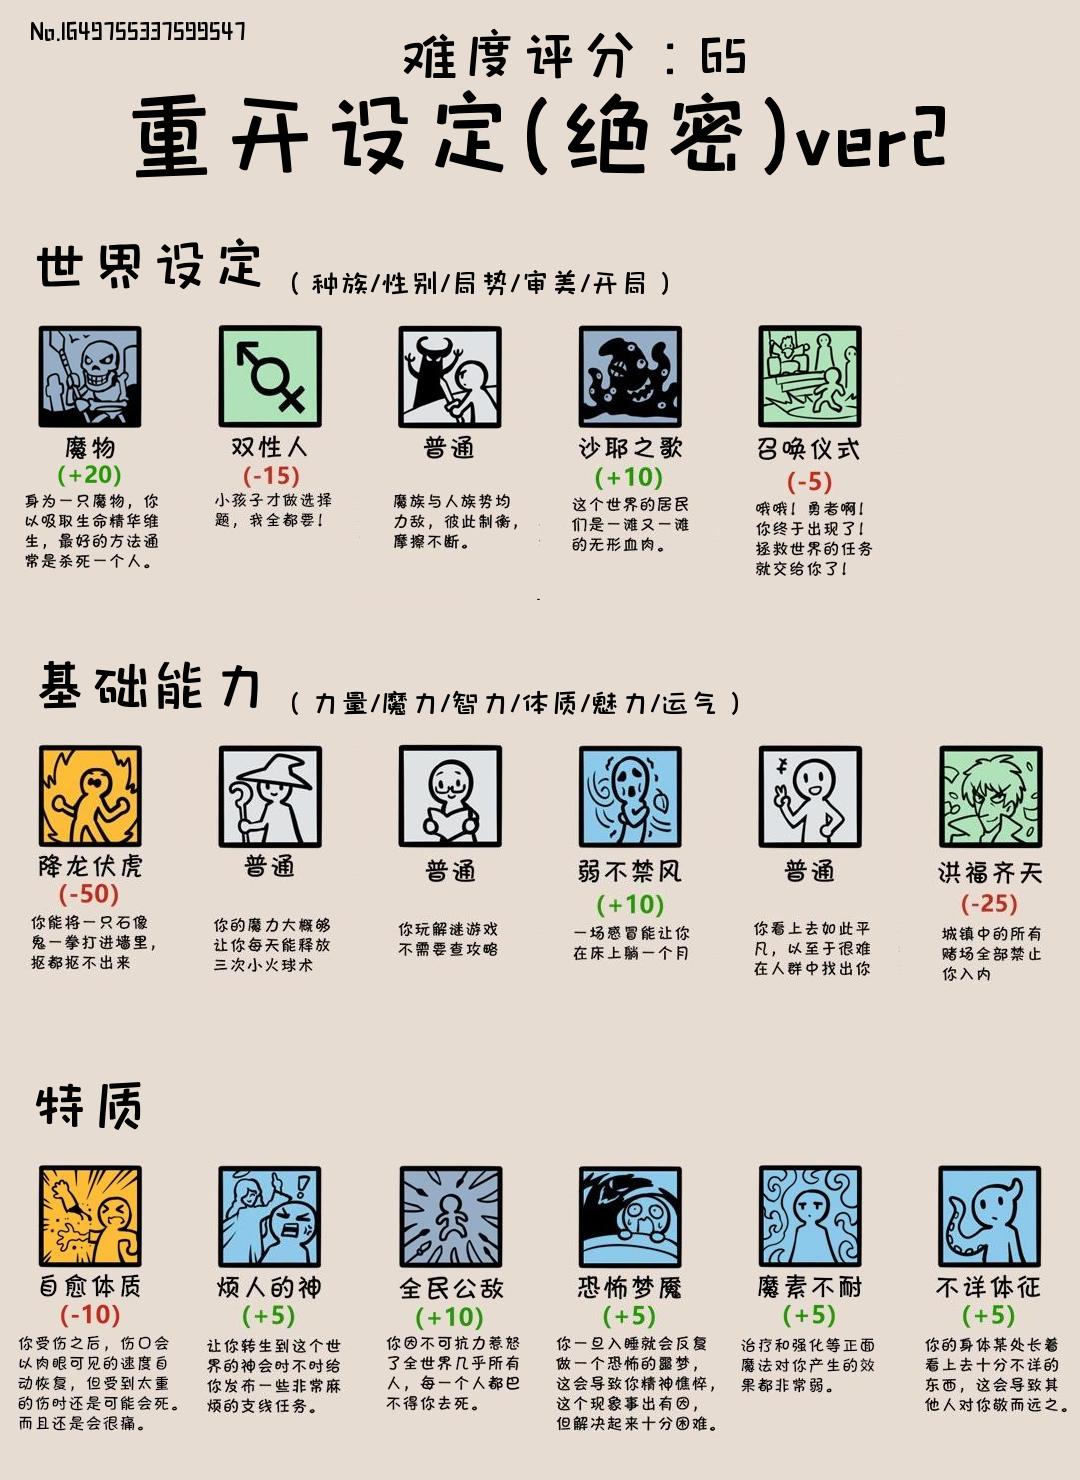 No.1649755337599547
难度评分：65
重开设定(绝密)ver2
世界设定（种族/性别/局势/审美/开局）
魔物
(+20)
身为一只魔物，你
以吸取生命精华维
生，最好的方法通
常是杀死一个人。
双性人
(-15)
小孩子才做选择
题，我全都要！
普通
魔族与人族势均
力敌，彼此制衡，
摩擦不断。
沙耶之歌
(+10)
这个世界的居民
们是一滩又一滩
的无形血肉。
召唤仪式
(-5)
哦哦！勇者啊！
你终于出现了！
拯救世界的任务
就交给你了！
基础能力（力量/魔力/智力/体质/魅力/运气）
降龙伏虎
(-50)
你能将一只石像
鬼一拳打进墙里，
抠都抠不出来
普通
你的魔力大概够
让你每天能释放
三次小火球术
普通
你玩解谜游戏
不需要查攻略
弱不禁风
(+10)
一场感冒能让你
在床上躺一个月
普通
你看上去如此平
凡，以至于很难
在人群中找出你
洪福齐天
(-25)
城镇中的所有
赌场全部禁止
你入内
特质
自愈体质
(-10)
你受伤之后，伤口会
以肉眼可见的速度自
动恢复，但受到太重
的伤时还是可能会死。
而且还是会很痛。
烦人的神
(+5)
让你转生到这个世
界的神会时不时给
你发布一些非常麻
烦的支线任务。
全民公敌
(+10)
你因不可抗力惹怒
了全世界几乎所有
人，每一个人都巴
不得你去死。
恐怖梦魇
(+5)
你一旦入睡就会反复
做一个恐怖的噩梦，
这会导致你精神憔悴，
这个现象事出有因，
但解决起来十分困难。
魔素不耐
(+5)
治疗和强化等正面
魔法对你产生的效
果都非常弱。
不详体征
(+5)
你的身体某处长着
看上去十分不详的
东西，这会导致其
他人对你敬而远之。